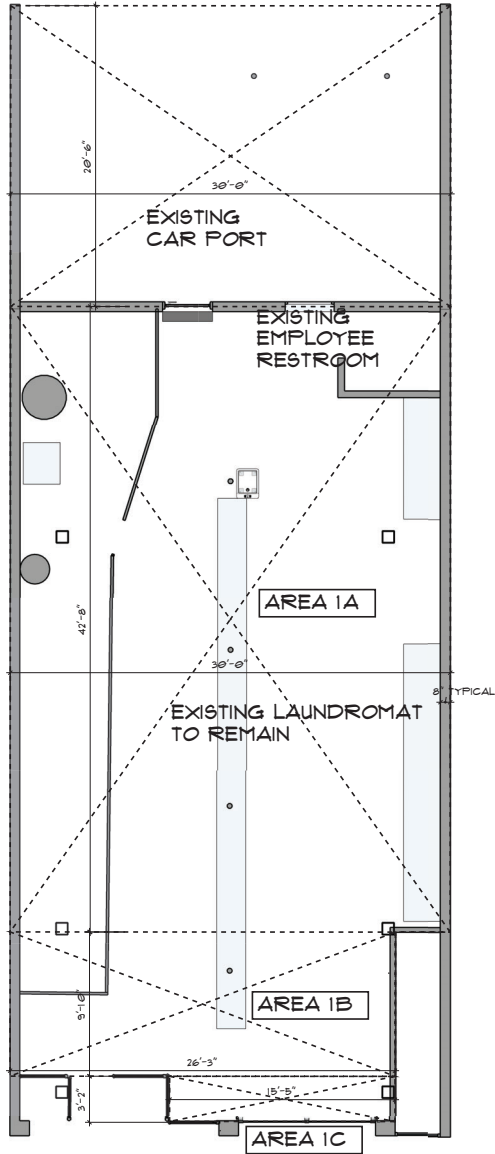 20'-6"
30'-0"
EXISTING
CAR PORT
EXISTING
EMPLOYEE
RESTROOM
AREA 1A
42'-8"
30'-0"
8" TYPICAL
EXISTING LAUNDROMAT
TO REMAIN
9'-10"
AREA 1B
26'-3"
3'-2"
15'-5"
AREA 1C